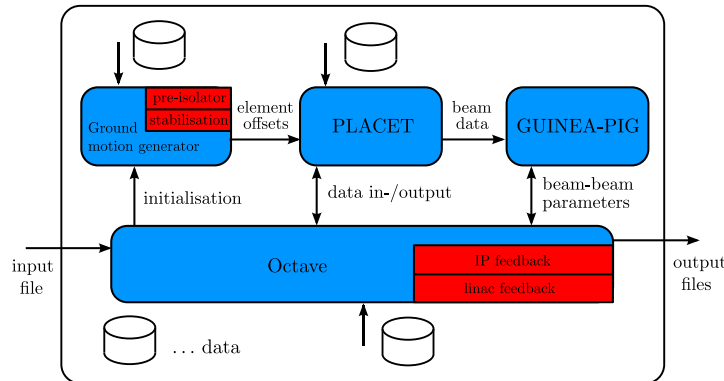 pre-isolator
stabilisation
Ground
motion generator
element
offsets
PLACET
beam
data
GUINEA-PIG
initialisation
data in-/output
beam-beam
parameters
input
file
Octave
IP feedback
linac feedback
output
files
... data